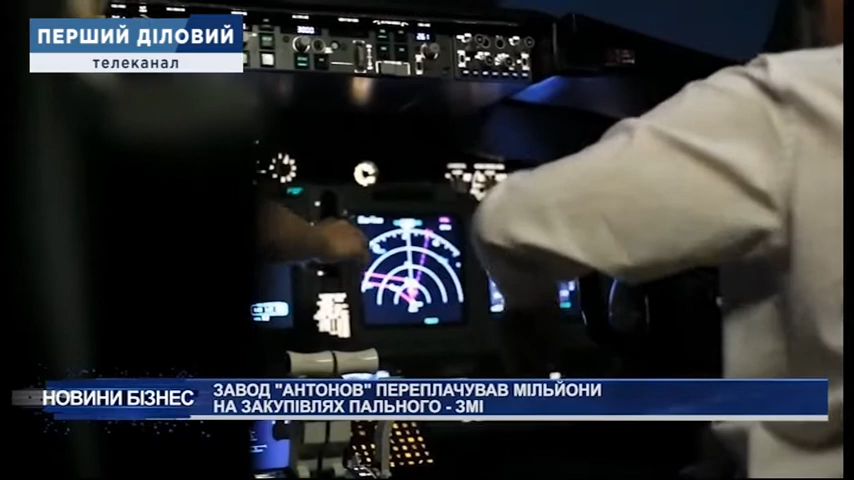 ПЕРШИЙ ДІЛОВИЙ
телеканал
НОВИНИ БІЗНЕС
ЗАВОД "АНТОНОВ" ПЕРЕПЛАЧУВАВ МІЛЬЙОНИ
НА ЗАКУПІВЛЯХ ПАЛЬНОГО - ЗМІ